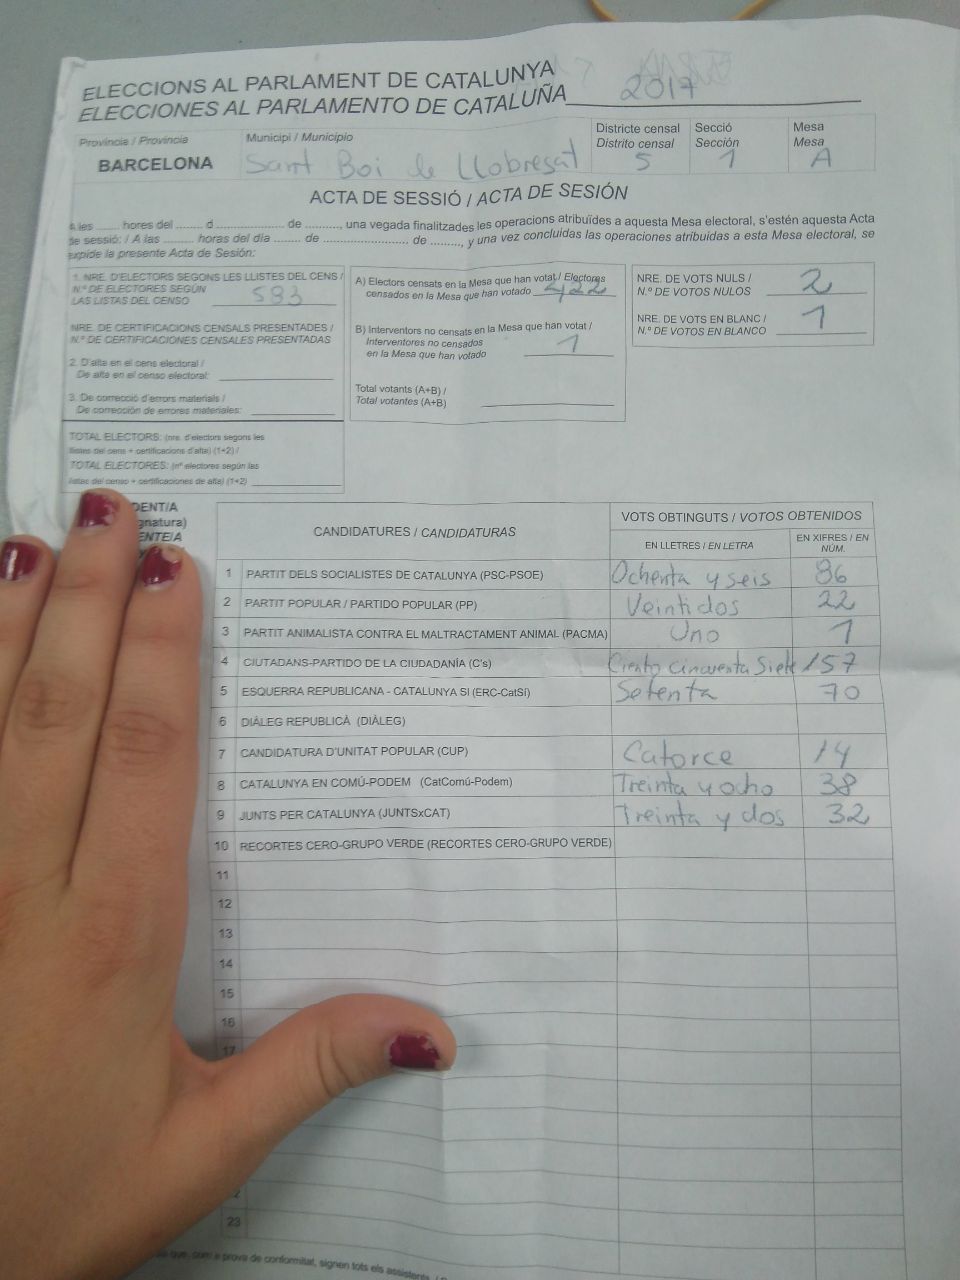 ELECCIONS AL PARLAMENT DE CATALUNYA
ELECCIONES AL PARLAMENTO DE CATALUÑA 2017
Província / Provincia
BARCELONA
Municipi / Municipio
Sant Boi de Llobregat
Districte censal
Distrito censal
5
Secció
Sección
1
Mesa
Mesa
A
ACTA DE SESSIÓ / ACTA DE SESIÓN
A les ...... hores del ....... d ................... de ........., una vegada finalitzades les operacions atribuïdes a aquesta Mesa electoral, s'estén aquesta Acta
de sessió: / A las ........ horas del día ....... de ....................... de ........, y una vez concluidas las operaciones atribuidas a esta Mesa electoral, se
expide la presente Acta de Sesión:
1. NRE. D'ELECTORS SEGONS LES LLISTES DEL CENS /
N.º DE ELECTORES SEGÚN
LAS LISTAS DEL CENSO 583
NRE. DE CERTIFICACIONS CENSALS PRESENTADES /
N.º DE CERTIFICACIONES CENSALES PRESENTADAS
2. D'alta en el cens electoral /
De alta en el censo electoral:
3. De correcció d'errors materials /
De corrección de errores materiales:
TOTAL ELECTORS: (nre. d'electors segons les
llistes del cens + certificacions d'alta) (1+2) /
TOTAL ELECTORES: (nº electores según las
listas del censo + certificaciones de alta) (1+2)
A) Electors censats en la Mesa que han votat / Electores
censados en la Mesa que han votado 422
B) Interventors no censats en la Mesa que han votat /
Interventores no censados
en la Mesa que han votado 1
Total votants (A+B) /
Total votantes (A+B)
NRE. DE VOTS NULS /
N.º DE VOTOS NULOS 2
NRE. DE VOTS EN BLANC /
N.º DE VOTOS EN BLANCO 1
CANDIDATURES / CANDIDATURAS
VOTS OBTINGUTS / VOTOS OBTENIDOS
EN LLETRES / EN LETRA
EN XIFRES / EN NÚM.
1 PARTIT DELS SOCIALISTES DE CATALUNYA (PSC-PSOE) Ochenta y seis 86
2 PARTIT POPULAR / PARTIDO POPULAR (PP) Veintidos 22
3 PARTIT ANIMALISTA CONTRA EL MALTRACTAMENT ANIMAL (PACMA) Uno 1
4 CIUTADANS-PARTIDO DE LA CIUDADANÍA (C's) Ciento cincuenta Siete 157
5 ESQUERRA REPUBLICANA - CATALUNYA SI (ERC-CatSí) Setenta 70
6 DIÀLEG REPUBLICÀ (DIÀLEG)
7 CANDIDATURA D'UNITAT POPULAR (CUP) Catorce 14
8 CATALUNYA EN COMÚ-PODEM (CatComú-Podem) Treinta y ocho 38
9 JUNTS PER CATALUNYA (JUNTSxCAT) Treinta y dos 32
10 RECORTES CERO-GRUPO VERDE (RECORTES CERO-GRUPO VERDE)
11
12
13
14
15
16
17
23
que, com a prova de conformitat, signen tots els assistents. /